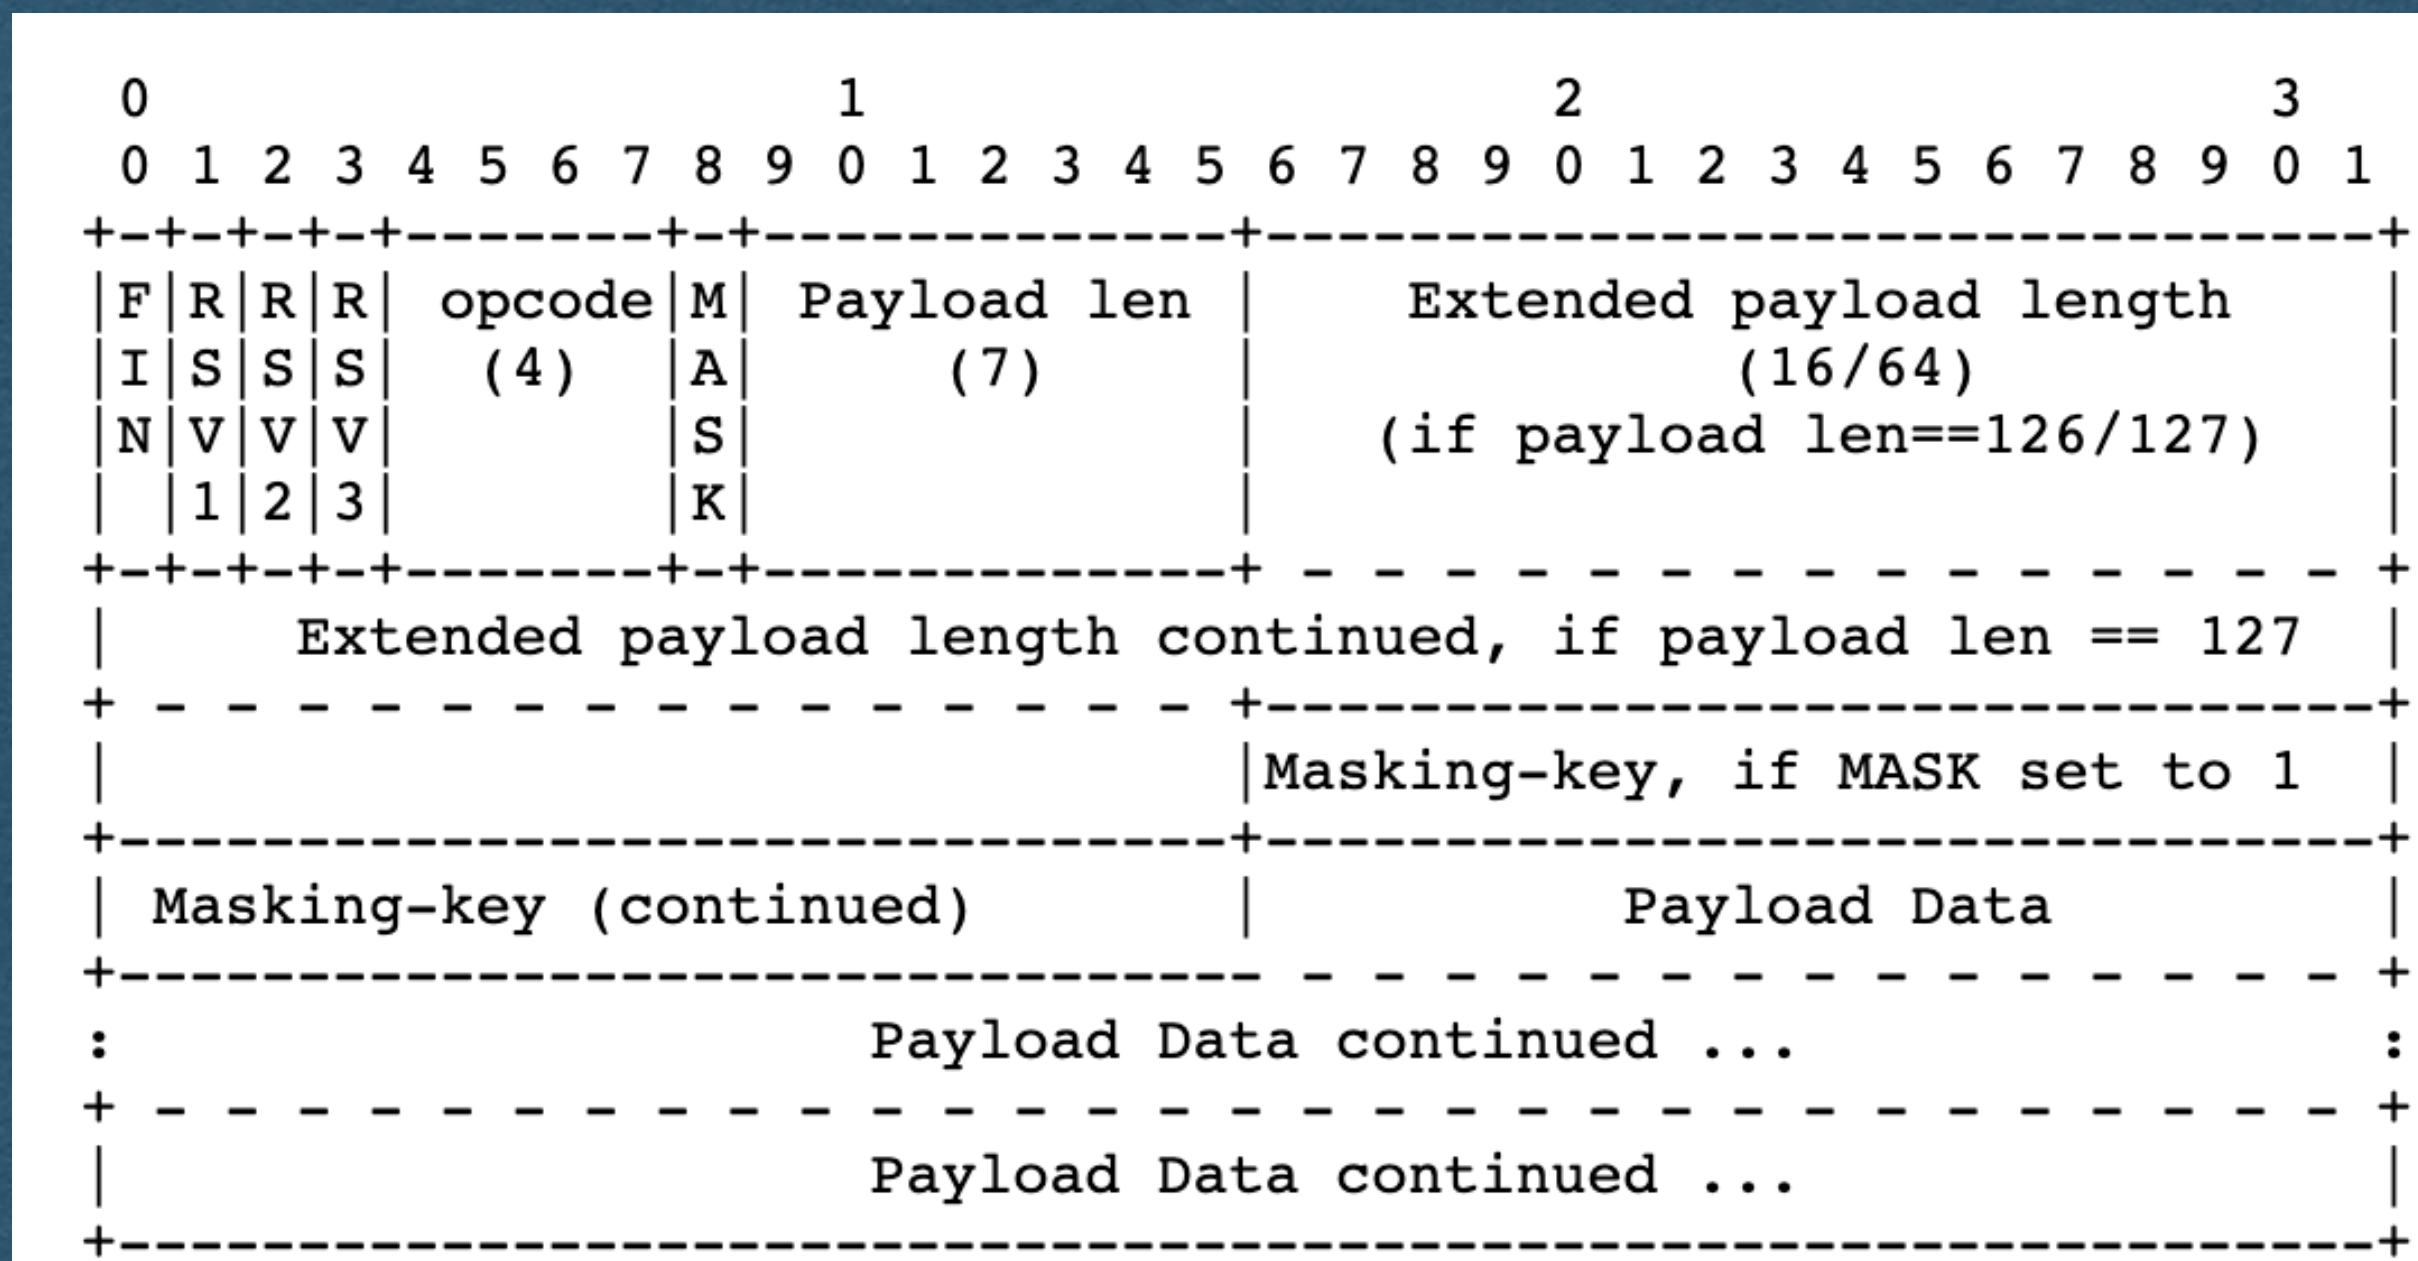 0                   1                   2                   3
 0 1 2 3 4 5 6 7 8 9 0 1 2 3 4 5 6 7 8 9 0 1 2 3 4 5 6 7 8 9 0 1
+-+-+-+-+-------+-+-------------+-------------------------------+
|F|R|R|R| opcode|M| Payload len |    Extended payload length    |
|I|S|S|S|  (4)  |A|     (7)     |             (16/64)           |
|N|V|V|V|       |S|             |   (if payload len==126/127)   |
| |1|2|3|       |K|             |                               |
+-+-+-+-+-------+-+-------------+ - - - - - - - - - - - - - - - +
|     Extended payload length continued, if payload len == 127  |
+ - - - - - - - - - - - - - - - +-------------------------------+
|                               |Masking-key, if MASK set to 1  |
+-------------------------------+-------------------------------+
| Masking-key (continued)       |          Payload Data         |
+-------------------------------- - - - - - - - - - - - - - - - +
:                     Payload Data continued ...                :
+ - - - - - - - - - - - - - - - - - - - - - - - - - - - - - - - +
|                     Payload Data continued ...                |
+---------------------------------------------------------------+